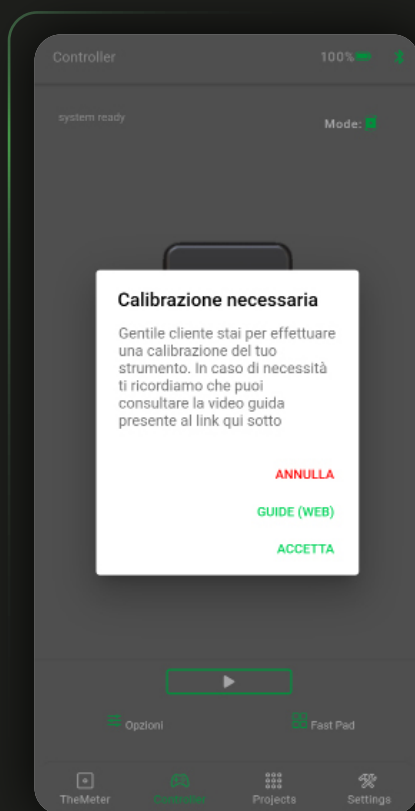 Controller 100%
system ready
Mode:
Calibrazione necessaria
Gentile cliente stai per effettuare
una calibrazione del tuo
strumento. In caso di necessità
ti ricordiamo che puoi
consultare la video guida
presente al link qui sotto
ANNULLA
GUIDE (WEB)
ACCETTA
Opzioni Fast Pad
TheMeter Controller Projects Settings